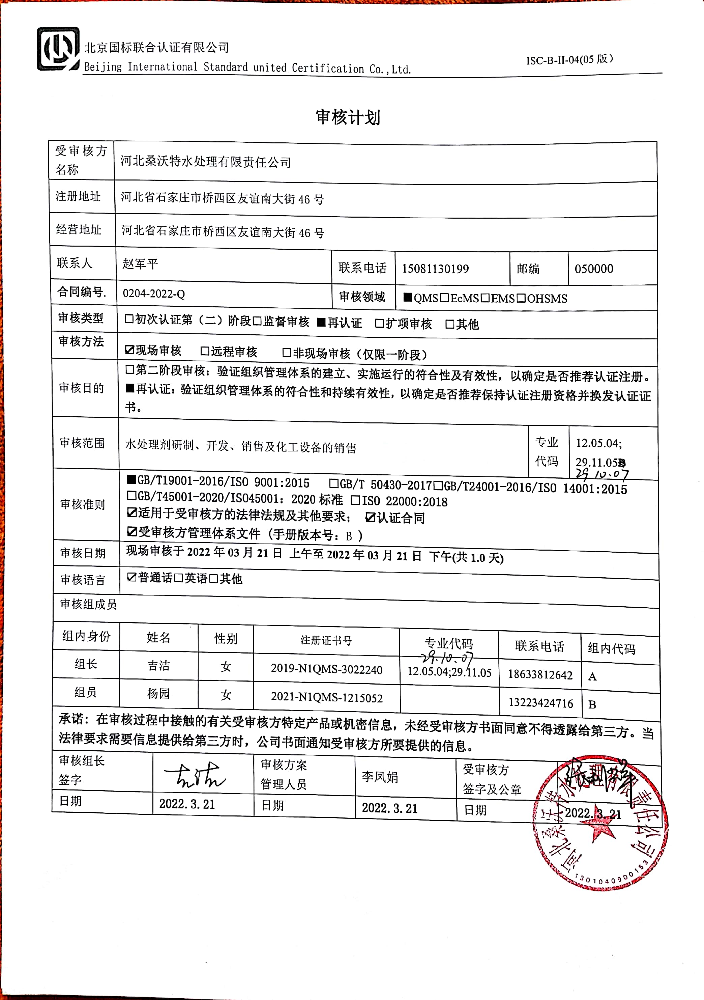 北京国标联合认证有限公司
Beijing International Standard united Certification Co.,Ltd.
ISC-B-II-04(05 版)
审核计划
受审核方名称 河北桑沃特水处理有限责任公司
注册地址 河北省石家庄市桥西区友谊南大街 46 号
经营地址 河北省石家庄市桥西区友谊南大街 46 号
联系人 赵军平 联系电话 15081130199 邮编 050000
合同编号. 0204-2022-Q 审核领域 ■QMS□EcMS□EMS□OHSMS
审核类型 □初次认证第（二）阶段□监督审核 ■再认证 □扩项审核 □其他
审核方法 ☑现场审核 □远程审核 □非现场审核（仅限一阶段）
审核目的 □第二阶段审核：验证组织管理体系的建立、实施运行的符合性及有效性，以确定是否推荐认证注册。
■再认证：验证组织管理体系的符合性和持续有效性，以确定是否推荐保持认证注册资格并换发认证证
书。
审核范围 水处理剂研制、开发、销售及化工设备的销售 专业代码 12.05.04;
29.11.05
29.10.07
审核准则 ■GB/T19001-2016/ISO 9001:2015 □GB/T 50430-2017□GB/T24001-2016/ISO 14001:2015
□GB/T45001-2020/ISO45001：2020 标准 □ISO 22000:2018
☑适用于受审核方的法律法规及其他要求； ☑认证合同
☑受审核方管理体系文件（手册版本号：B ）
审核日期 现场审核于 2022 年 03 月 21 日 上午至 2022 年 03 月 21 日 下午(共 1.0 天)
审核语言 ☑普通话□英语□其他
审核组成员
组内身份 姓名 性别 注册证书号 专业代码 联系电话 组内代码
29.10.07
组长 吉洁 女 2019-N1QMS-3022240 12.05.04;29.11.05 18633812642 A
组员 杨园 女 2021-N1QMS-1215052 13223424716 B
承诺：在审核过程中接触的有关受审核方特定产品或机密信息，未经受审核方书面同意不得透露给第三方。当
法律要求需要信息提供给第三方时，公司书面通知受审核方所要提供的信息。
审核组长签字 吉洁 审核方案管理人员 李凤娟 受审核方签字及公章
日期 2022.3.21 日期 2022.3.21 日期 2022.3.21
河北桑沃特水处理有限责任公司
1301040900153